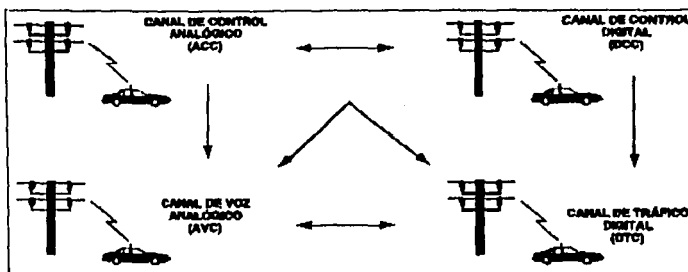 CANAL DE CONTROL
ANALÓGICO
(ACC)
CANAL DE CONTROL
DIGITAL
(DCC)
CANAL DE VOZ
ANALÓGICO
(AVC)
CANAL DE TRÁFICO
DIGITAL
(DTC)